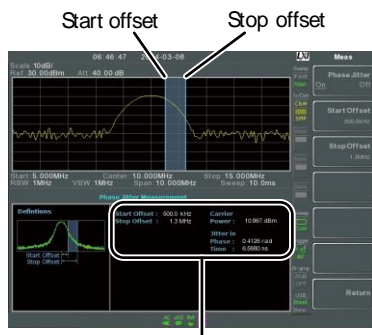 Start offset Stop offset
06:46:47 2014-03-08
Scale 10dB/
Ref 30.00dBm Att 40.00 dB
Meas
Phase Jitter
On Off
Start Offset
500.0kHz
Stop Offset
1.3MHz
Start 5.000MHz Center 10.000MHz Stop 15.000MHz
RBW 1MHz VBW 1MHz Span 10.000MHz Sweep 10.0ms
Phase Jitter Measurement
Definitions
Start Offset
Stop Offset
Start Offset : 500.0 kHz
Stop Offset : 1.3 MHz
Carrier
Power : 10.867 dBm
Jitter in
Phase : 0.4126 rad
Time : 6.5680 ns
Return